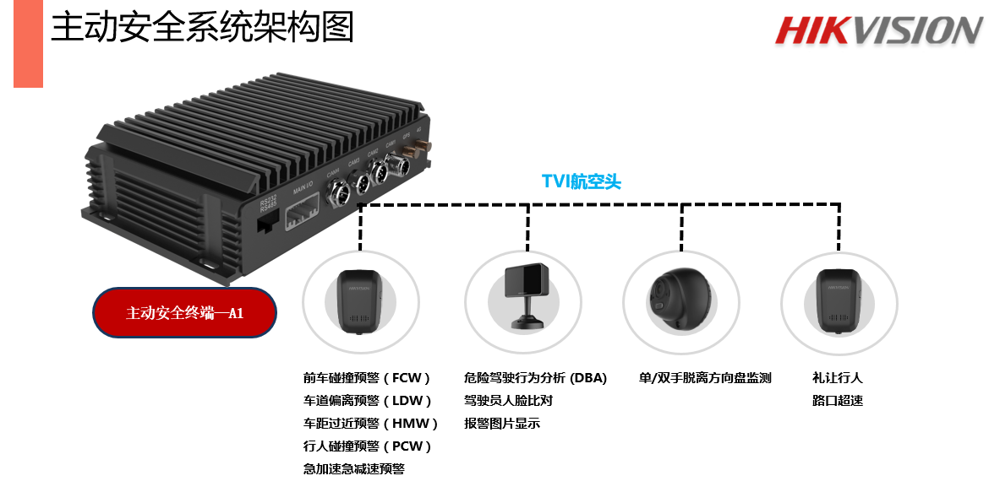 主动安全系统架构图
HIKVISION
RS232
RS485
MAIN I/O
CAM4
CAM3
CAM2
CAM1
GPS
4G
TVI航空头
主动安全终端—A1
HIKVISION
HIKVISION
前车碰撞预警（FCW）
车道偏离预警（LDW）
车距过近预警（HMW）
行人碰撞预警（PCW）
急加速急减速预警
危险驾驶行为分析 (DBA)
驾驶员人脸比对
报警图片显示
单/双手脱离方向盘监测
礼让行人
路口超速